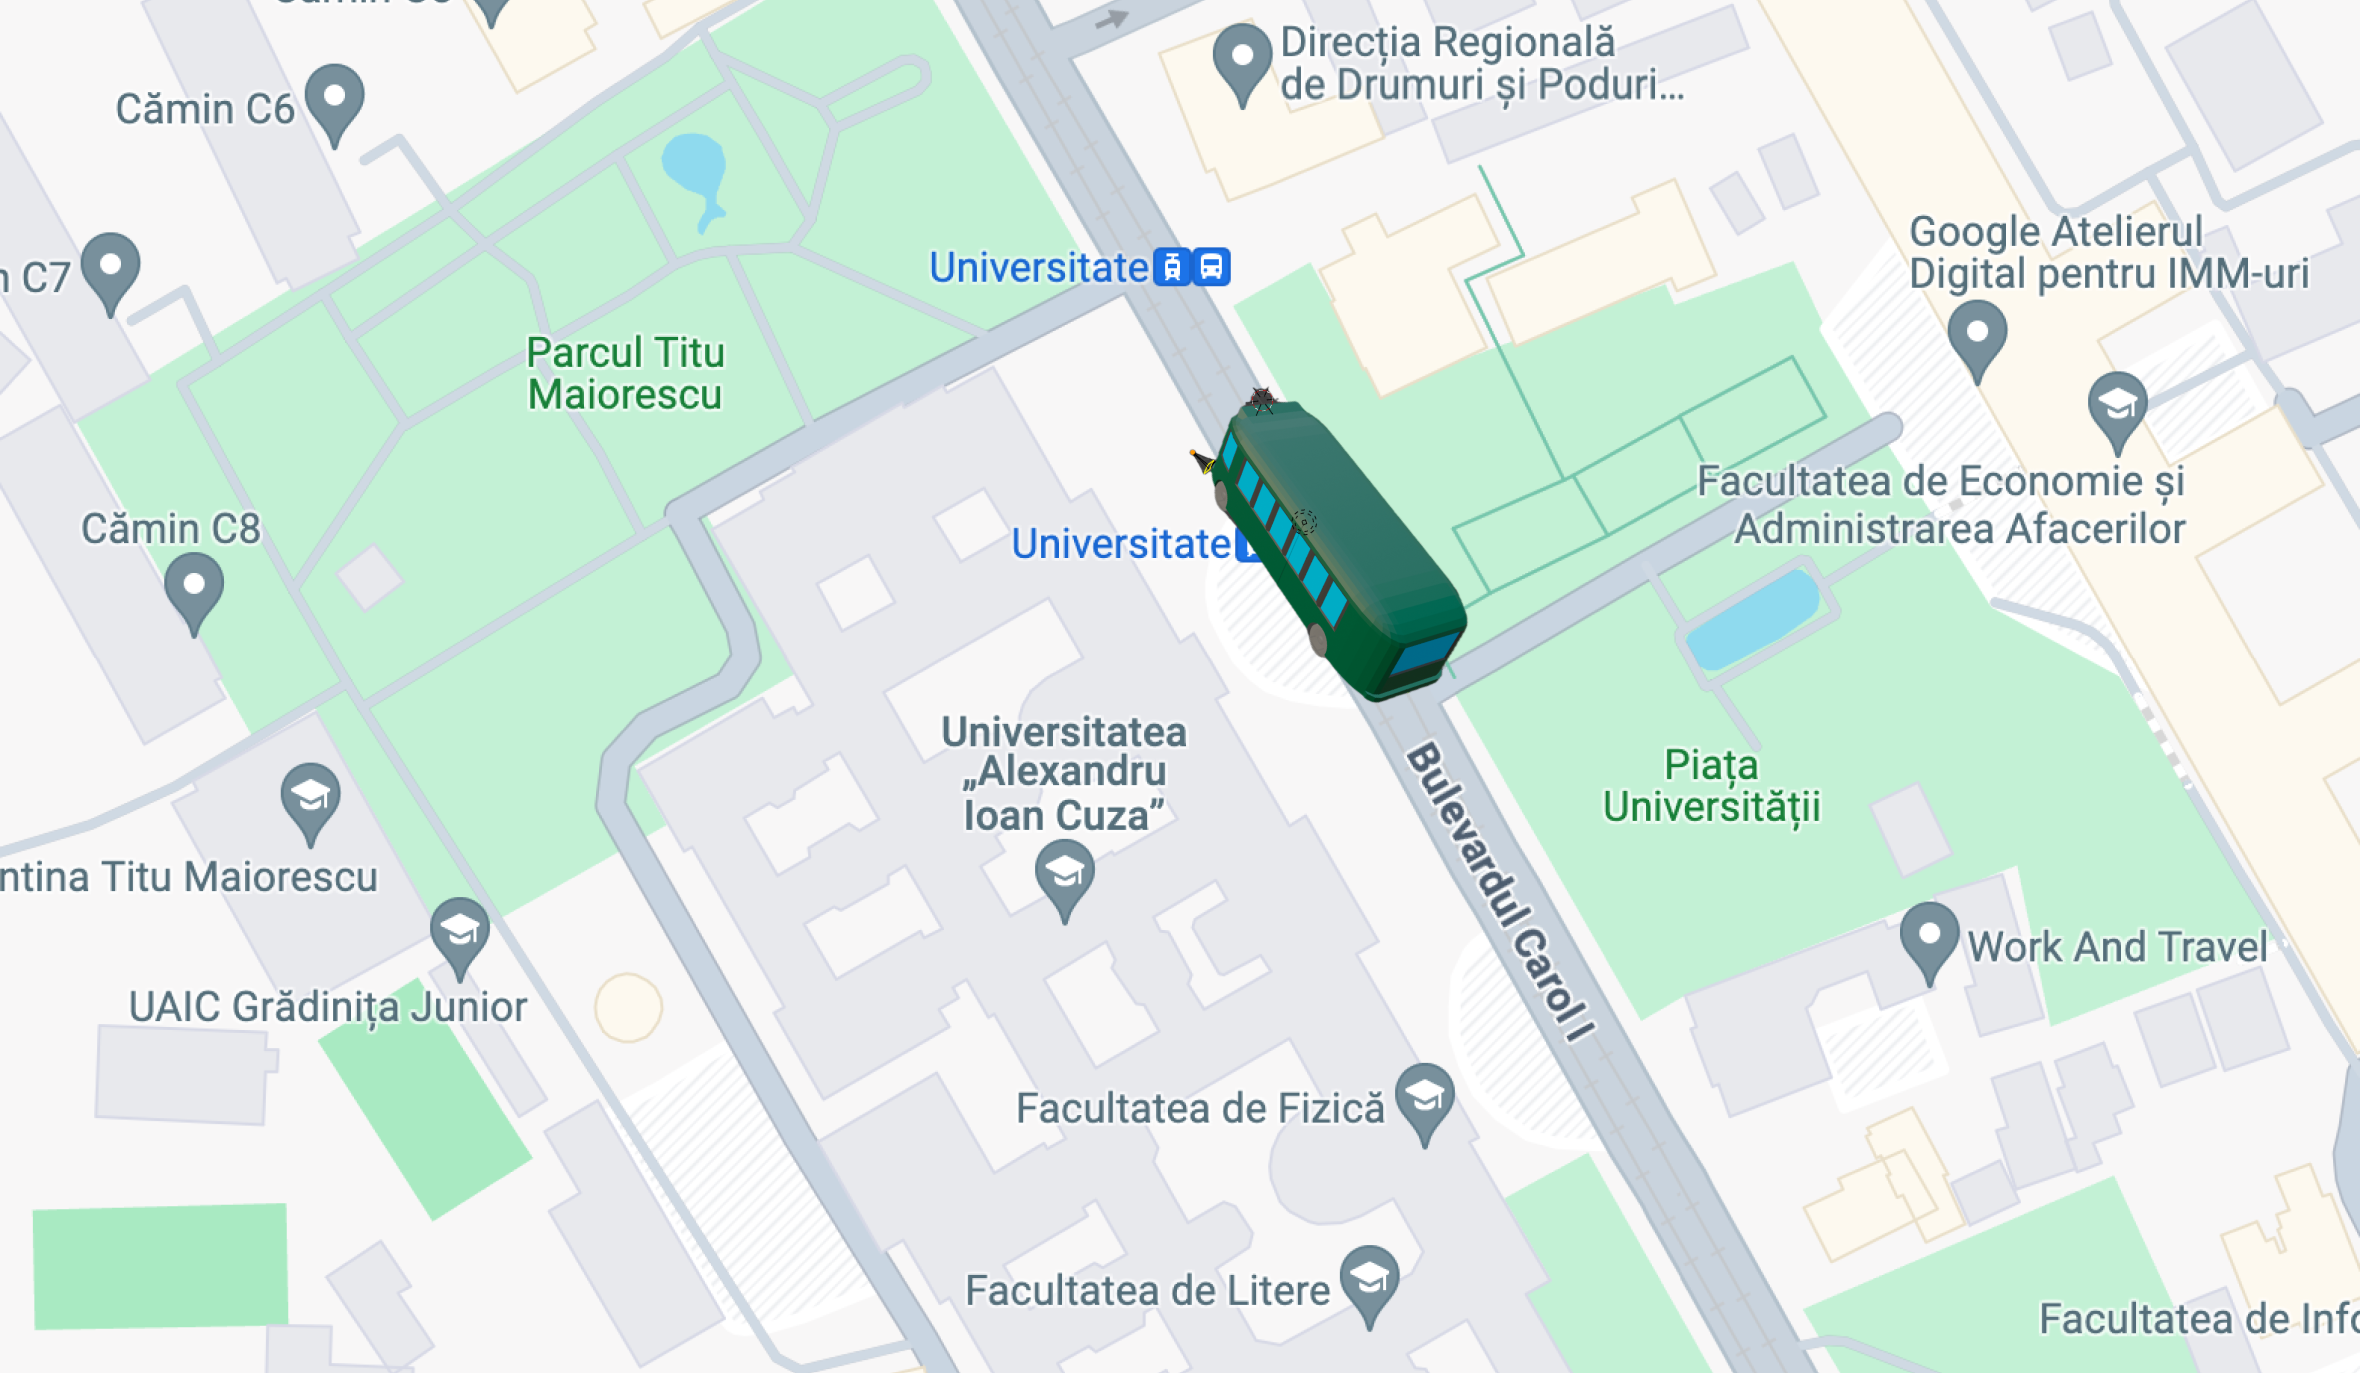 Cămin C6
Direcția Regională
de Drumuri și Poduri...
C7
Universitate
Google Atelierul
Digital pentru IMM-uri
Parcul Titu
Maiorescu
Cămin C8
Universitate
Facultatea de Economie și
Administrarea Afacerilor
Universitatea
„Alexandru
Ioan Cuza”
Bulevardul Carol I
Piața
Universității
ntina Titu Maiorescu
Work And Travel
UAIC Grădinița Junior
Facultatea de Fizică
Facultatea de Litere
Facultatea de Info